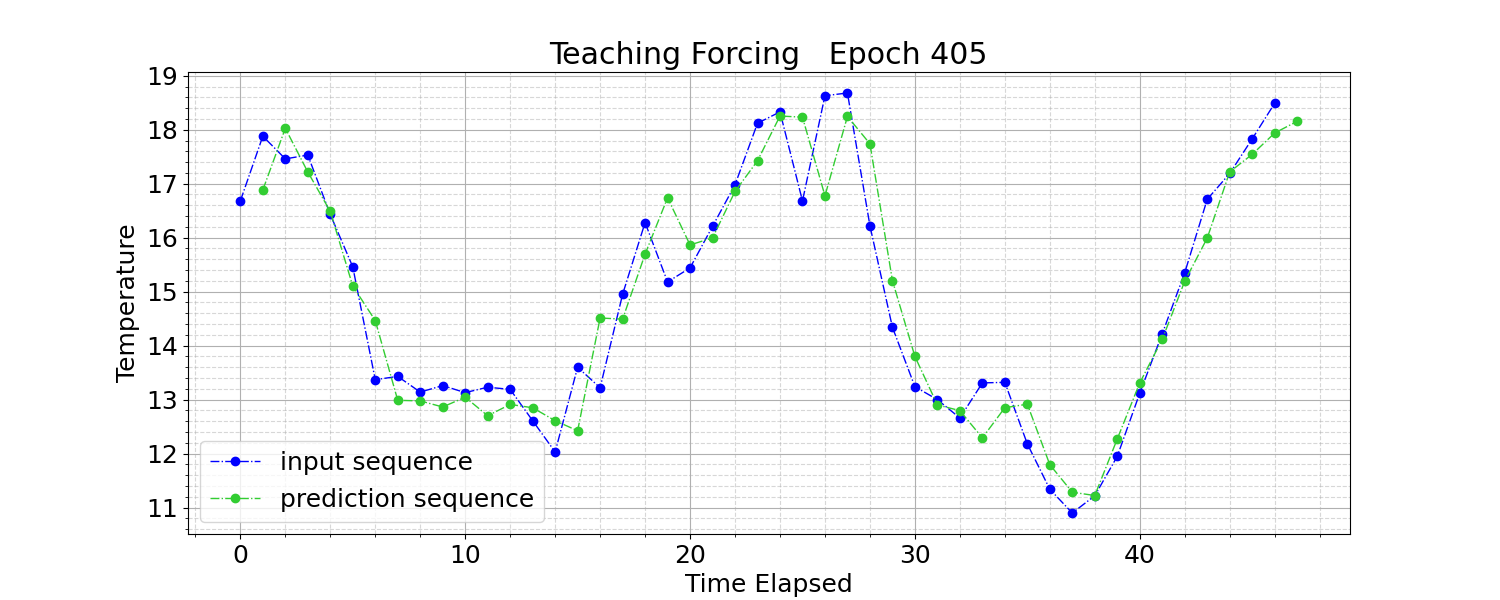 Teaching Forcing   Epoch 405
19
18
17
16
15
14
13
12
11
Temperature
input sequence
prediction sequence
0 10 20 30 40
Time Elapsed